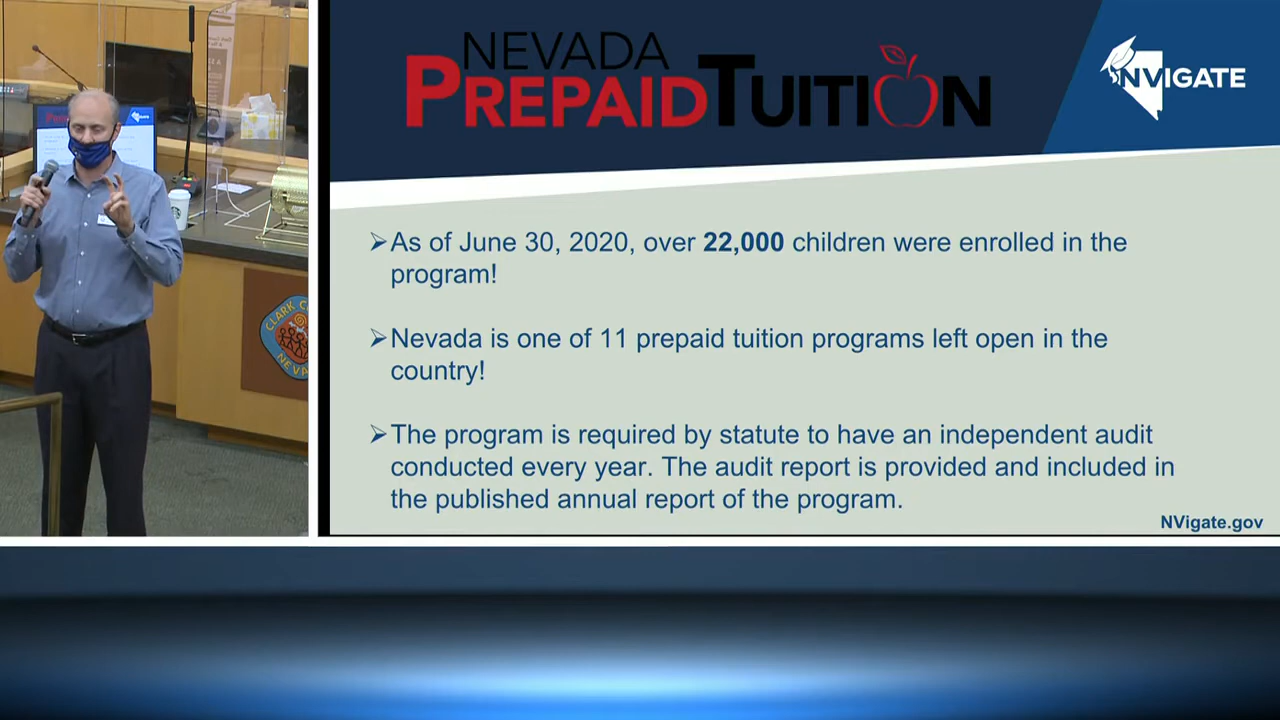 NEVADA
PREPAIDTUITION
NVIGATE
➢As of June 30, 2020, over 22,000 children were enrolled in the
program!
➢Nevada is one of 11 prepaid tuition programs left open in the
country!
➢The program is required by statute to have an independent audit
conducted every year. The audit report is provided and included in
the published annual report of the program.
NVigate.gov
CLARK C
NEVA